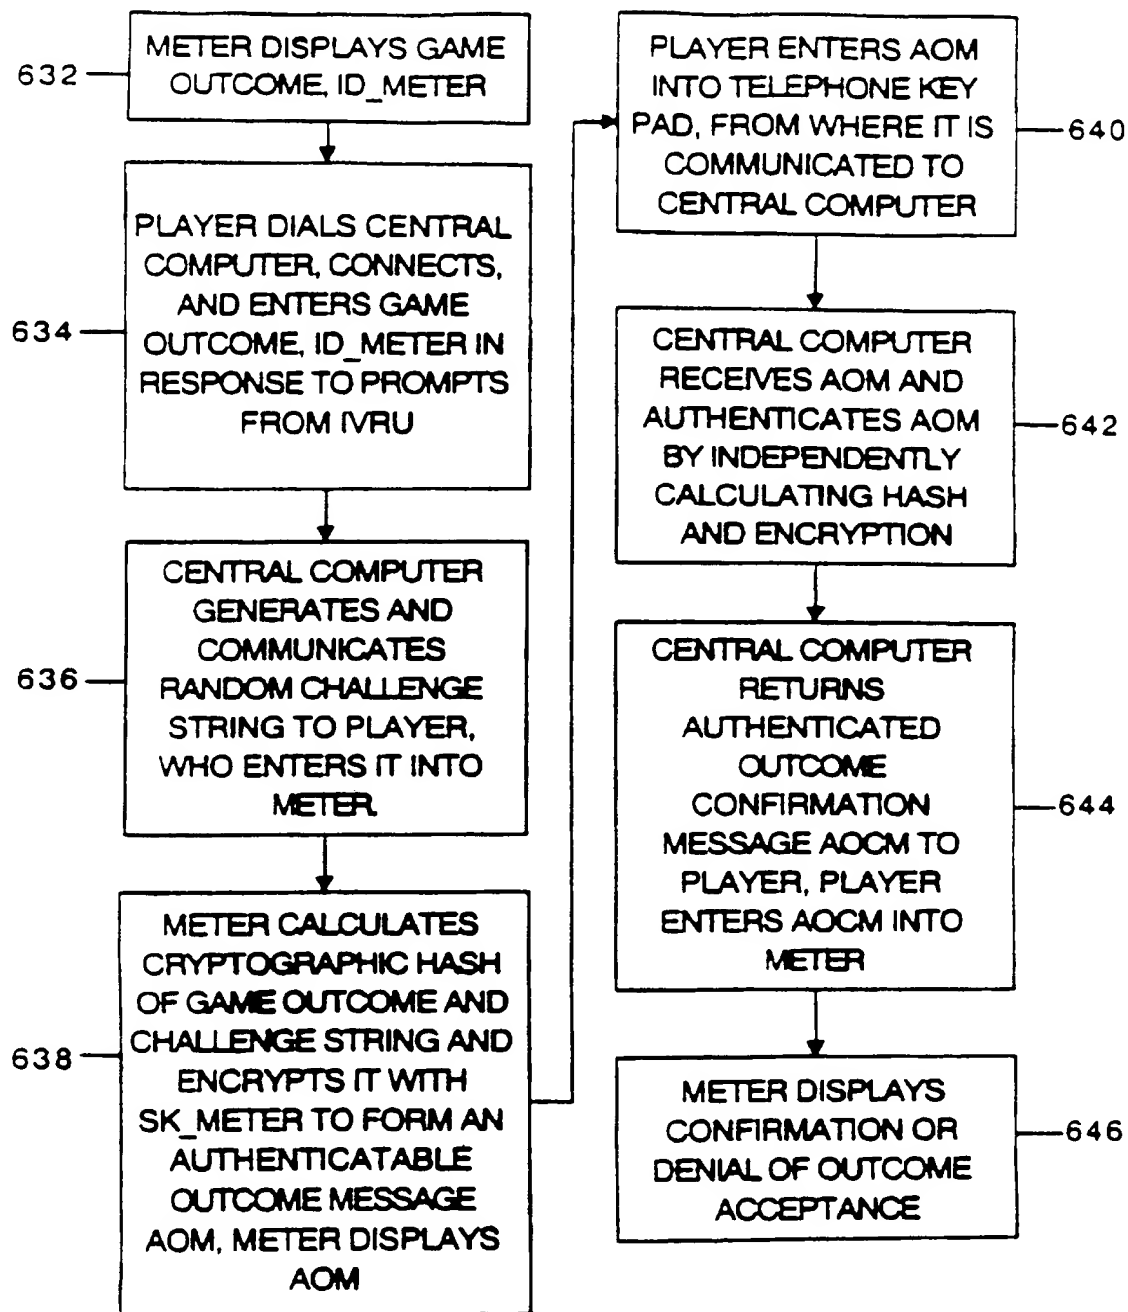 632
METER DISPLAYS GAME
OUTCOME, ID_METER
634
PLAYER DIALS CENTRAL
COMPUTER, CONNECTS,
AND ENTERS GAME
OUTCOME, ID_METER IN
RESPONSE TO PROMPTS
FROM IVRU
636
CENTRAL COMPUTER
GENERATES AND
COMMUNICATES
RANDOM CHALLENGE
STRING TO PLAYER,
WHO ENTERS IT INTO
METER.
638
METER CALCULATES
CRYPTOGRAPHIC HASH
OF GAME OUTCOME AND
CHALLENGE STRING AND
ENCRYPTS IT WITH
SK_METER TO FORM AN
AUTHENTICATABLE
OUTCOME MESSAGE
AOM, METER DISPLAYS
AOM
PLAYER ENTERS AOM
INTO TELEPHONE KEY
PAD, FROM WHERE IT IS
COMMUNICATED TO
CENTRAL COMPUTER
640
CENTRAL COMPUTER
RECEIVES AOM AND
AUTHENTICATES AOM
BY INDEPENDENTLY
CALCULATING HASH
AND ENCRYPTION
642
CENTRAL COMPUTER
RETURNS
AUTHENTICATED
OUTCOME
CONFIRMATION
MESSAGE AOCM TO
PLAYER, PLAYER
ENTERS AOCM INTO
METER
644
METER DISPLAYS
CONFIRMATION OR
DENIAL OF OUTCOME
ACCEPTANCE
646